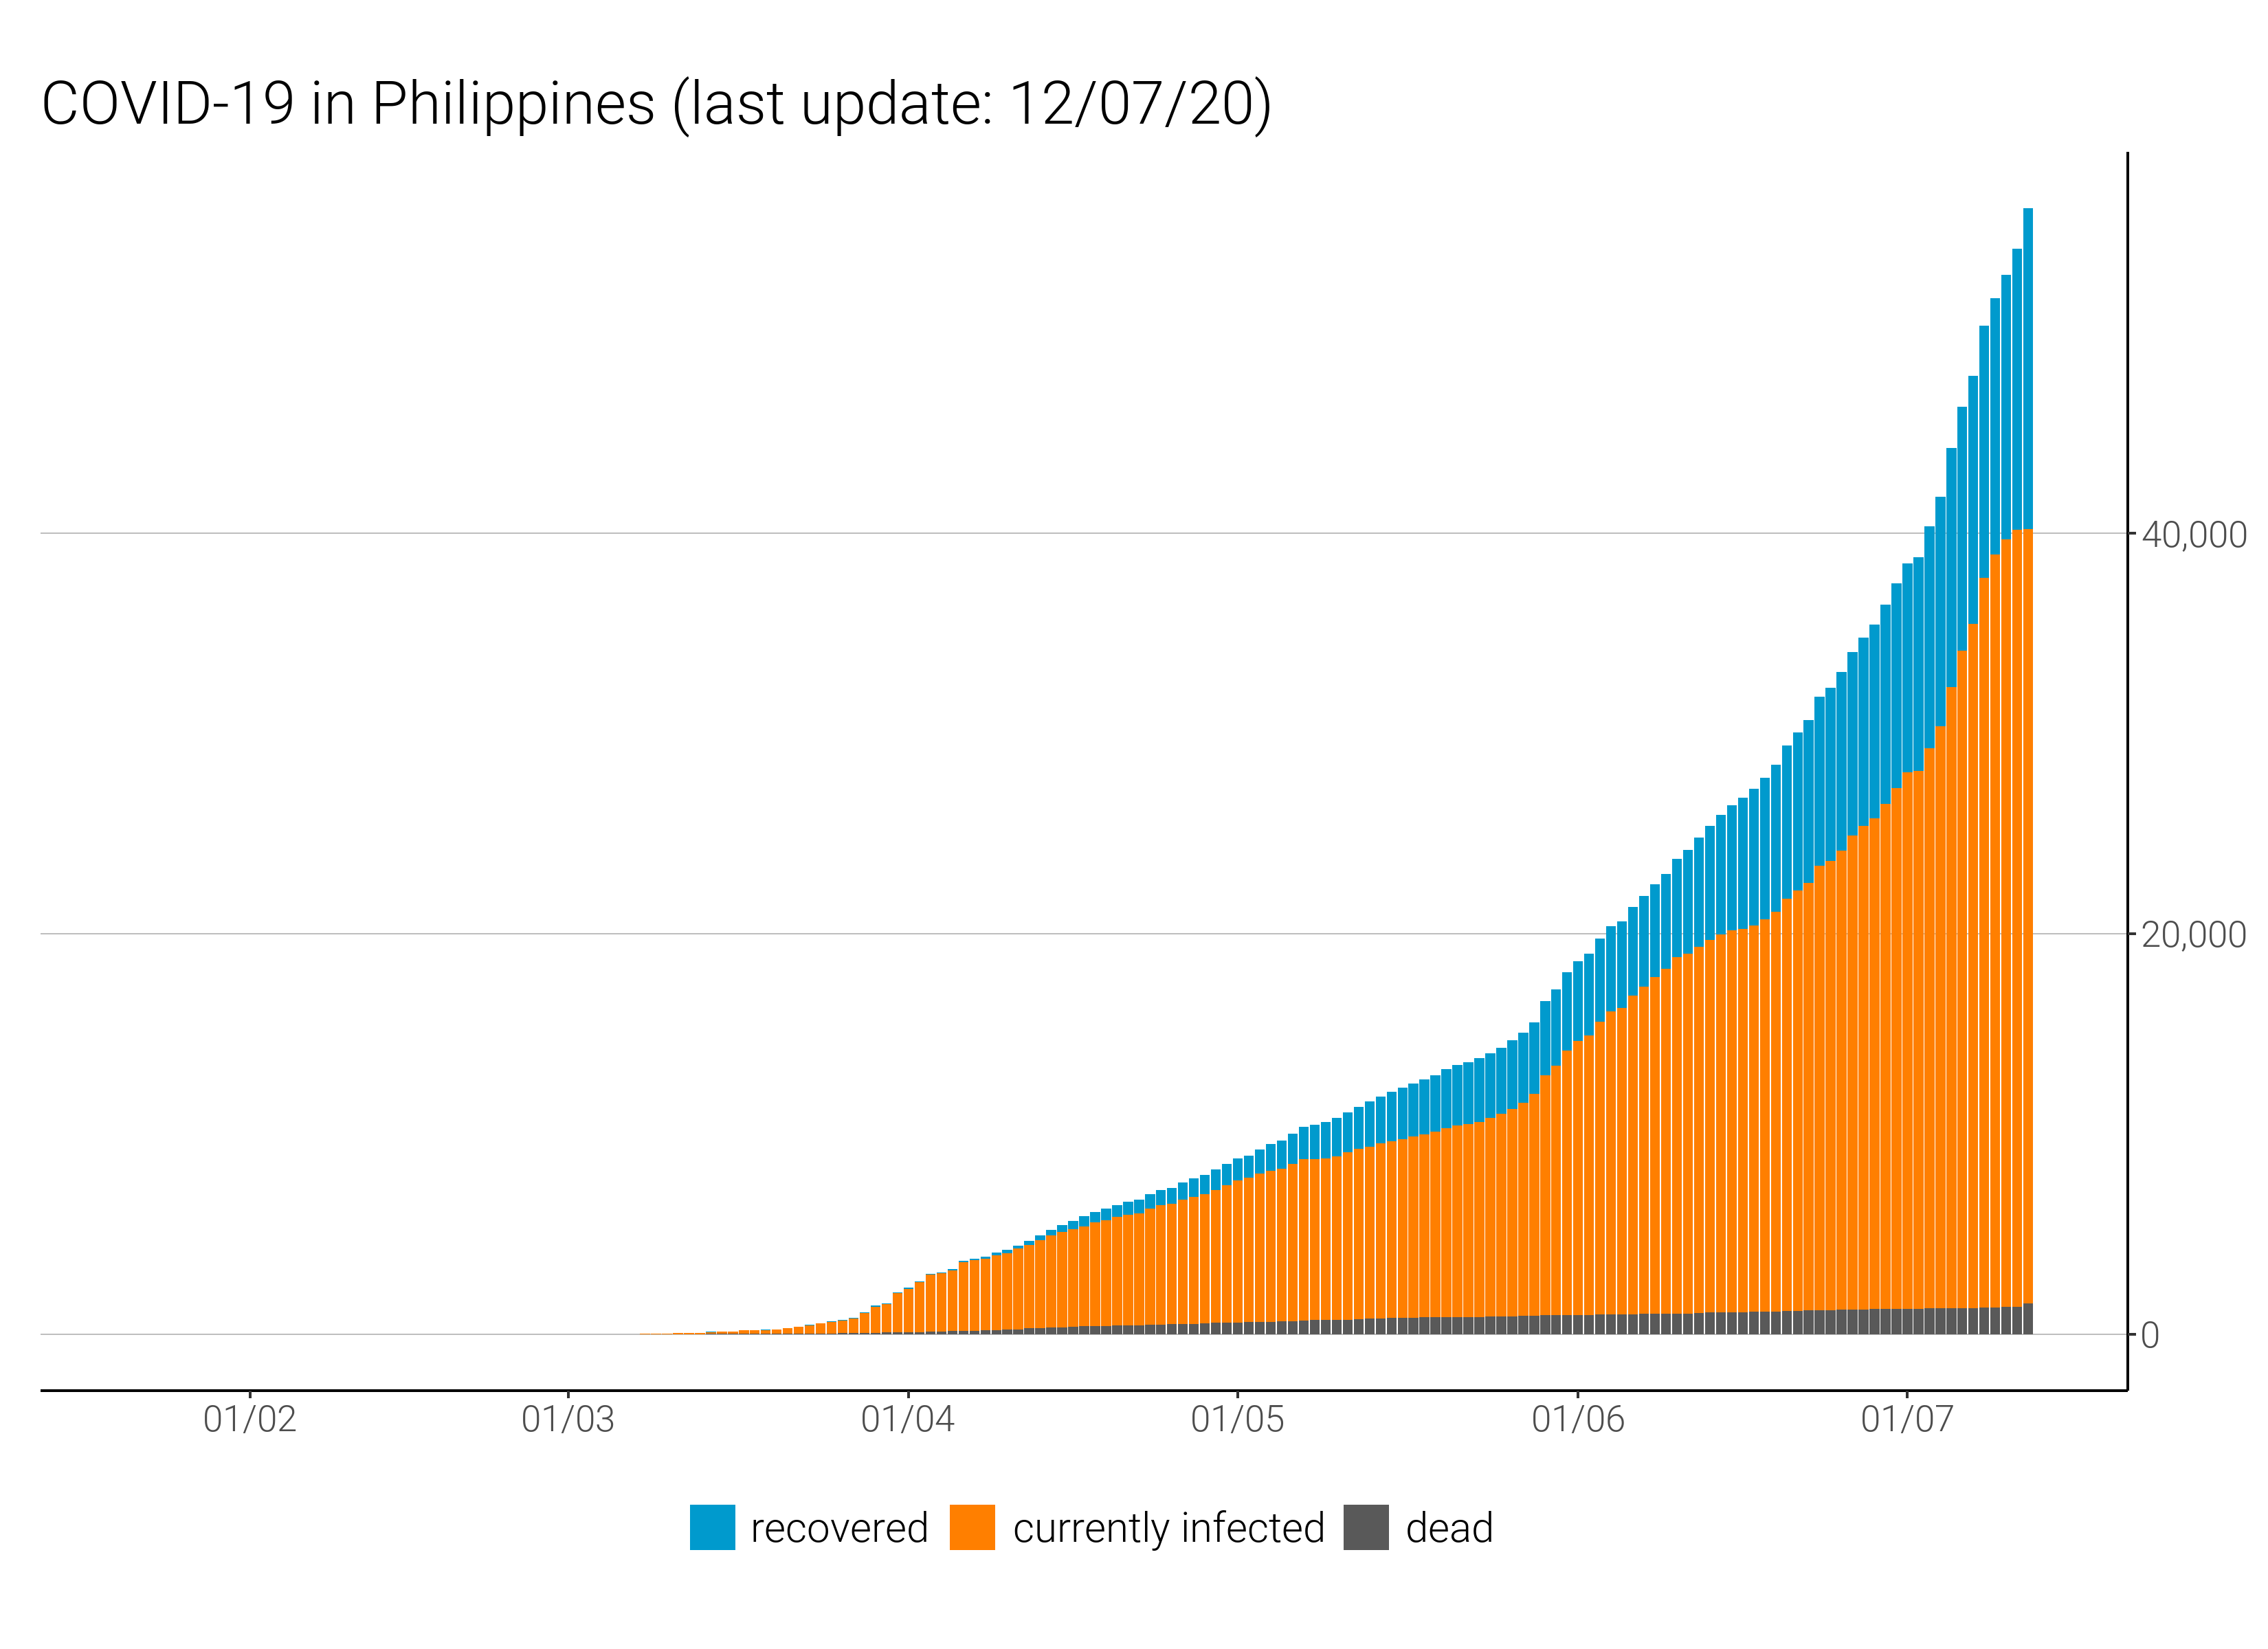 COVID-19 in Philippines (last update: 12/07/20)
40,000
20,000
0
01/02 01/03 01/04 01/05 01/06 01/07
recovered currently infected dead